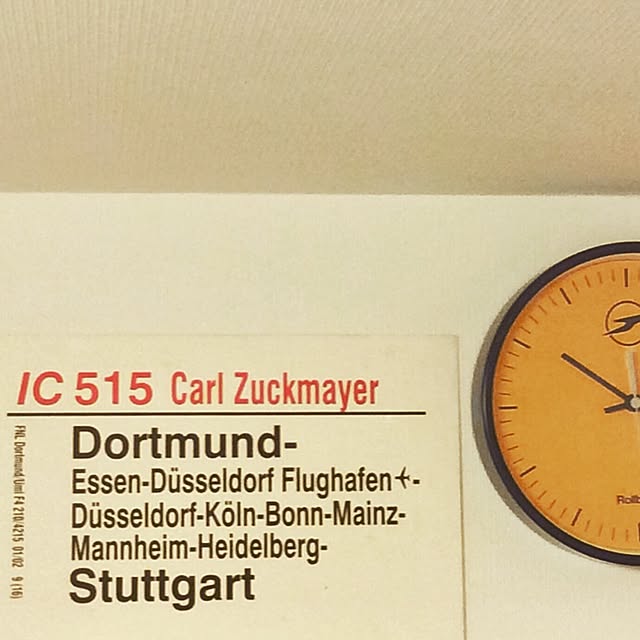 IC 515 Carl Zuckmayer
Dortmund-
Essen-Düsseldorf Flughafen✈-
Düsseldorf-Köln-Bonn-Mainz-
Mannheim-Heidelberg-
Stuttgart